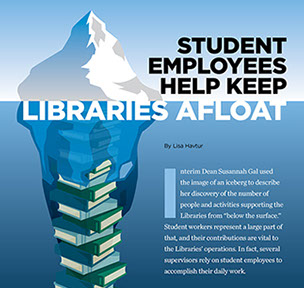 STUDENT
EMPLOYEES
HELP KEEP
LIBRARIES AFLOAT
By Lisa Havtur
Interim Dean Susannah Gal used
the image of an iceberg to describe
her discovery of the number of
people and activities supporting the
Libraries from “below the surface.”
Student workers represent a large part of
that, and their contributions are vital to
the Libraries’ operations. In fact, several
supervisors rely on student employees to
accomplish their daily work.